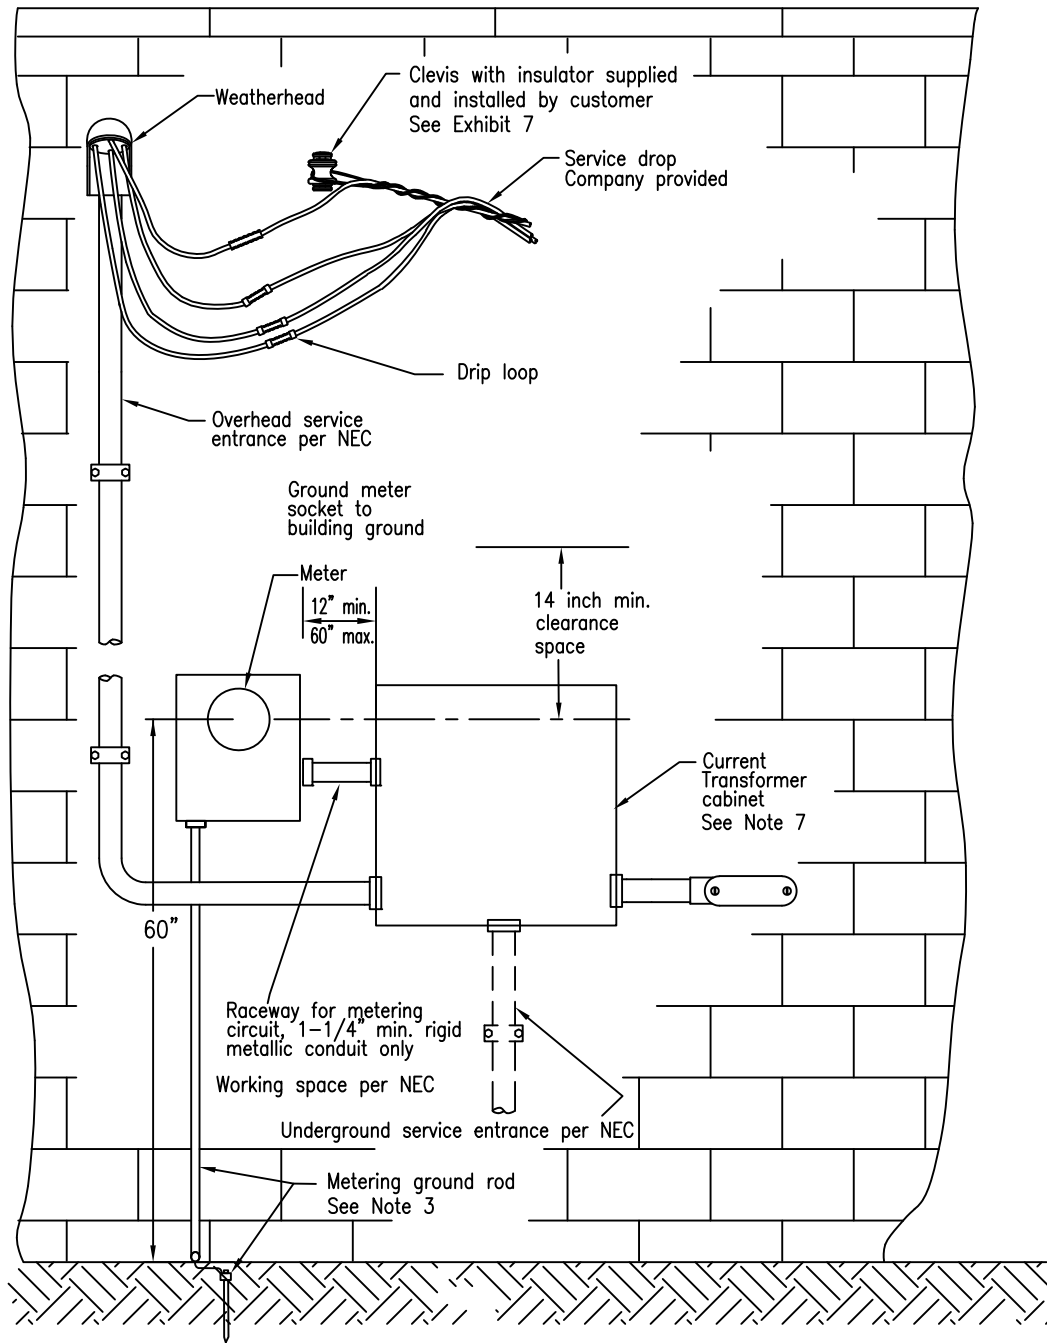 Clevis with insulator supplied
and installed by customer
See Exhibit 7
Weatherhead
Service drop
Company provided
Drip loop
Overhead service
entrance per NEC
Ground meter
socket to
building ground
Meter
12" min.
60" max.
14 inch min.
clearance
space
Current
Transformer
cabinet
See Note 7
60"
Raceway for metering
circuit, 1-1/4" min. rigid
metallic conduit only
Working space per NEC
Underground service entrance per NEC
Metering ground rod
See Note 3